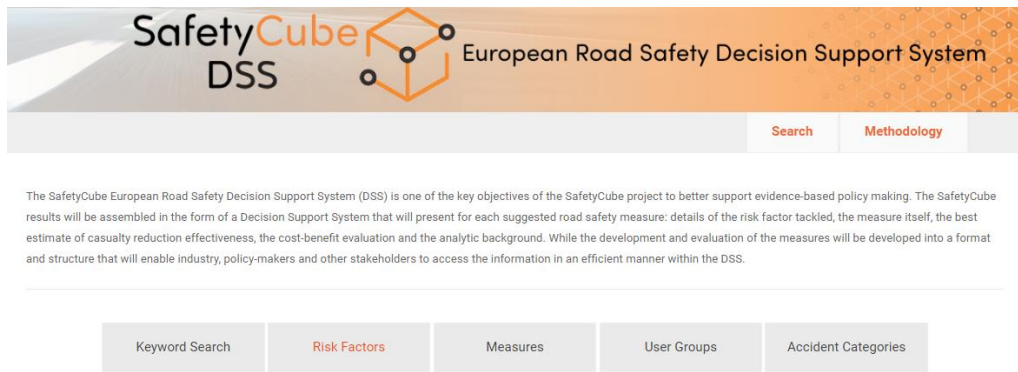 SafetyCube
DSS
European Road Safety Decision Support System
Search
Methodology
The SafetyCube European Road Safety Decision Support System (DSS) is one of the key objectives of the SafetyCube project to better support evidence-based policy making. The SafetyCube
results will be assembled in the form of a Decision Support System that will present for each suggested road safety measure: details of the risk factor tackled, the measure itself, the best
estimate of casualty reduction effectiveness, the cost-benefit evaluation and the analytic background. While the development and evaluation of the measures will be developed into a format
and structure that will enable industry, policy-makers and other stakeholders to access the information in an efficient manner within the DSS.
Keyword Search
Risk Factors
Measures
User Groups
Accident Categories